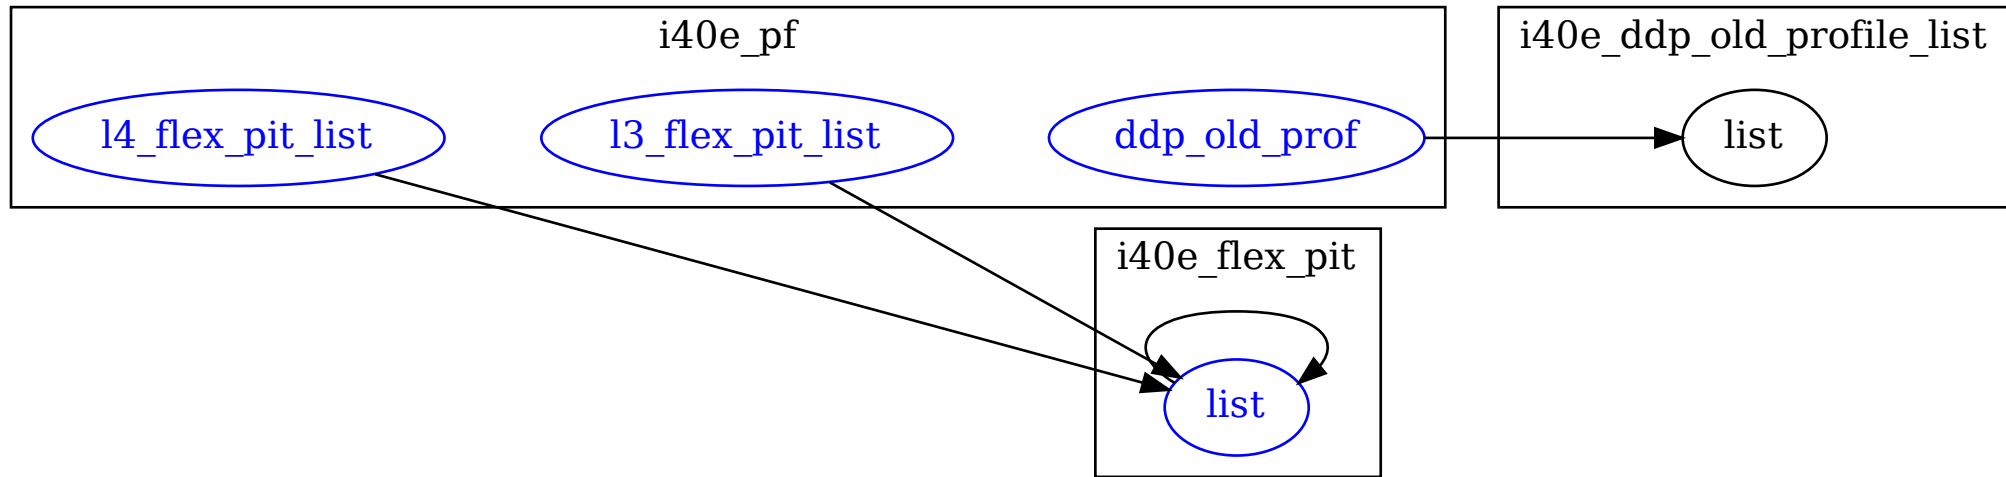 i40e_pf
l4_flex_pit_list
l3_flex_pit_list
ddp_old_prof
i40e_ddp_old_profile_list
list
i40e_flex_pit
list